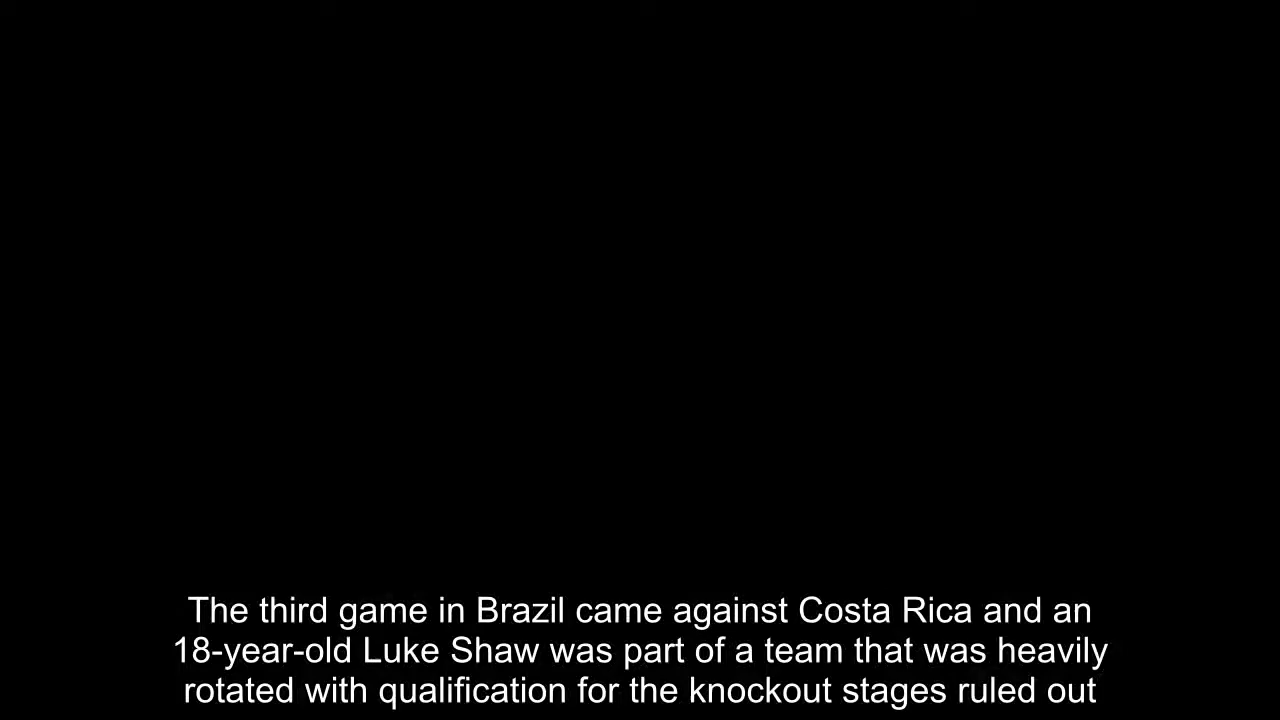 The third game in Brazil came against Costa Rica and an
18-year-old Luke Shaw was part of a team that was heavily
rotated with qualification for the knockout stages ruled out